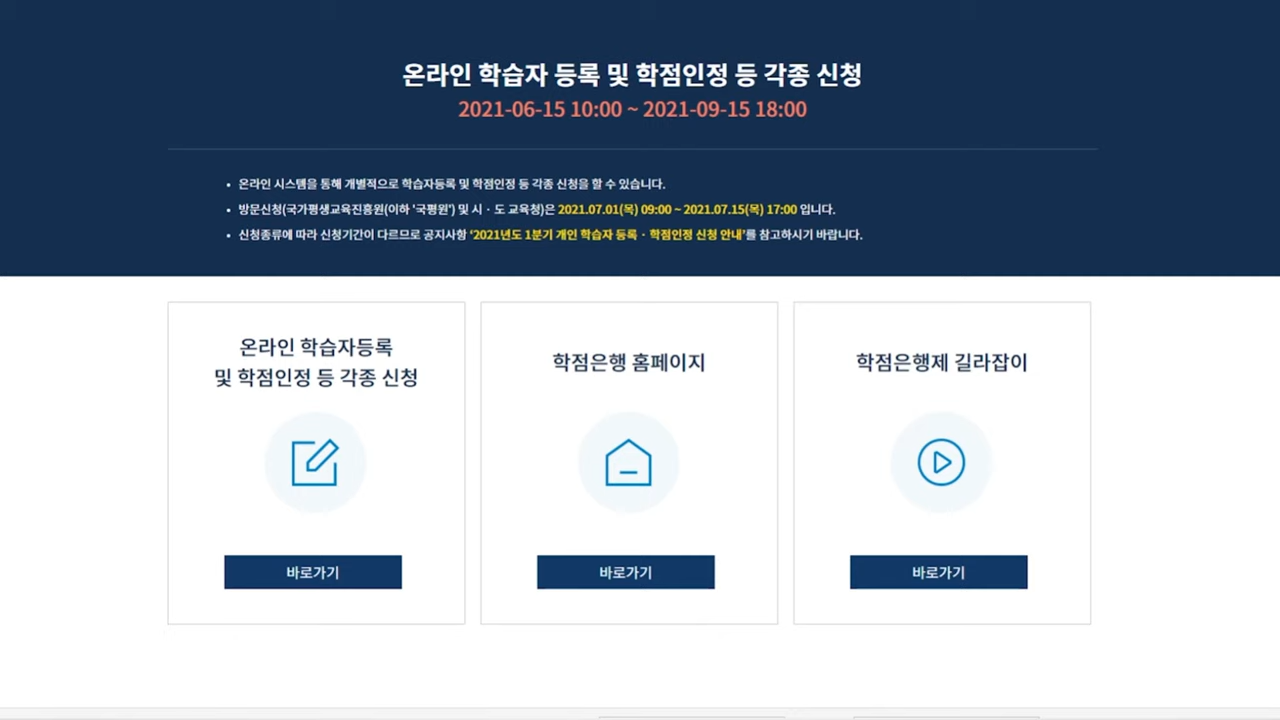 온라인 학습자 등록 및 학점인정 등 각종 신청
2021-06-15 10:00 ~ 2021-09-15 18:00
• 온라인 시스템을 통해 개별적으로 학습자등록 및 학점인정 등 각종 신청을 할 수 있습니다.
• 방문신청(국가평생교육진흥원(이하 '국평원') 및 시 · 도 교육청)은 2021.07.01(목) 09:00 ~ 2021.07.15(목) 17:00 입니다.
• 신청종류에 따라 신청기간이 다르므로 공지사항 '2021년도 1분기 개인 학습자 등록 · 학점인정 신청 안내'를 참고하시기 바랍니다.
온라인 학습자등록
및 학점인정 등 각종 신청
바로가기
학점은행 홈페이지
바로가기
학점은행제 길라잡이
바로가기